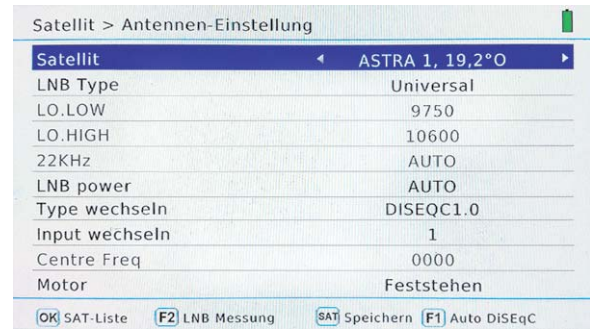 Satellit > Antennen-Einstellung
Satellit ASTRA 1, 19,2°O
LNB Type Universal
LO.LOW 9750
LO.HIGH 10600
22KHz AUTO
LNB power AUTO
Type wechseln DISEQC1.0
Input wechseln 1
Centre Freq 0000
Motor Feststehen
OK SAT-Liste F2 LNB Messung SAT Speichern F1 Auto DiSEqC